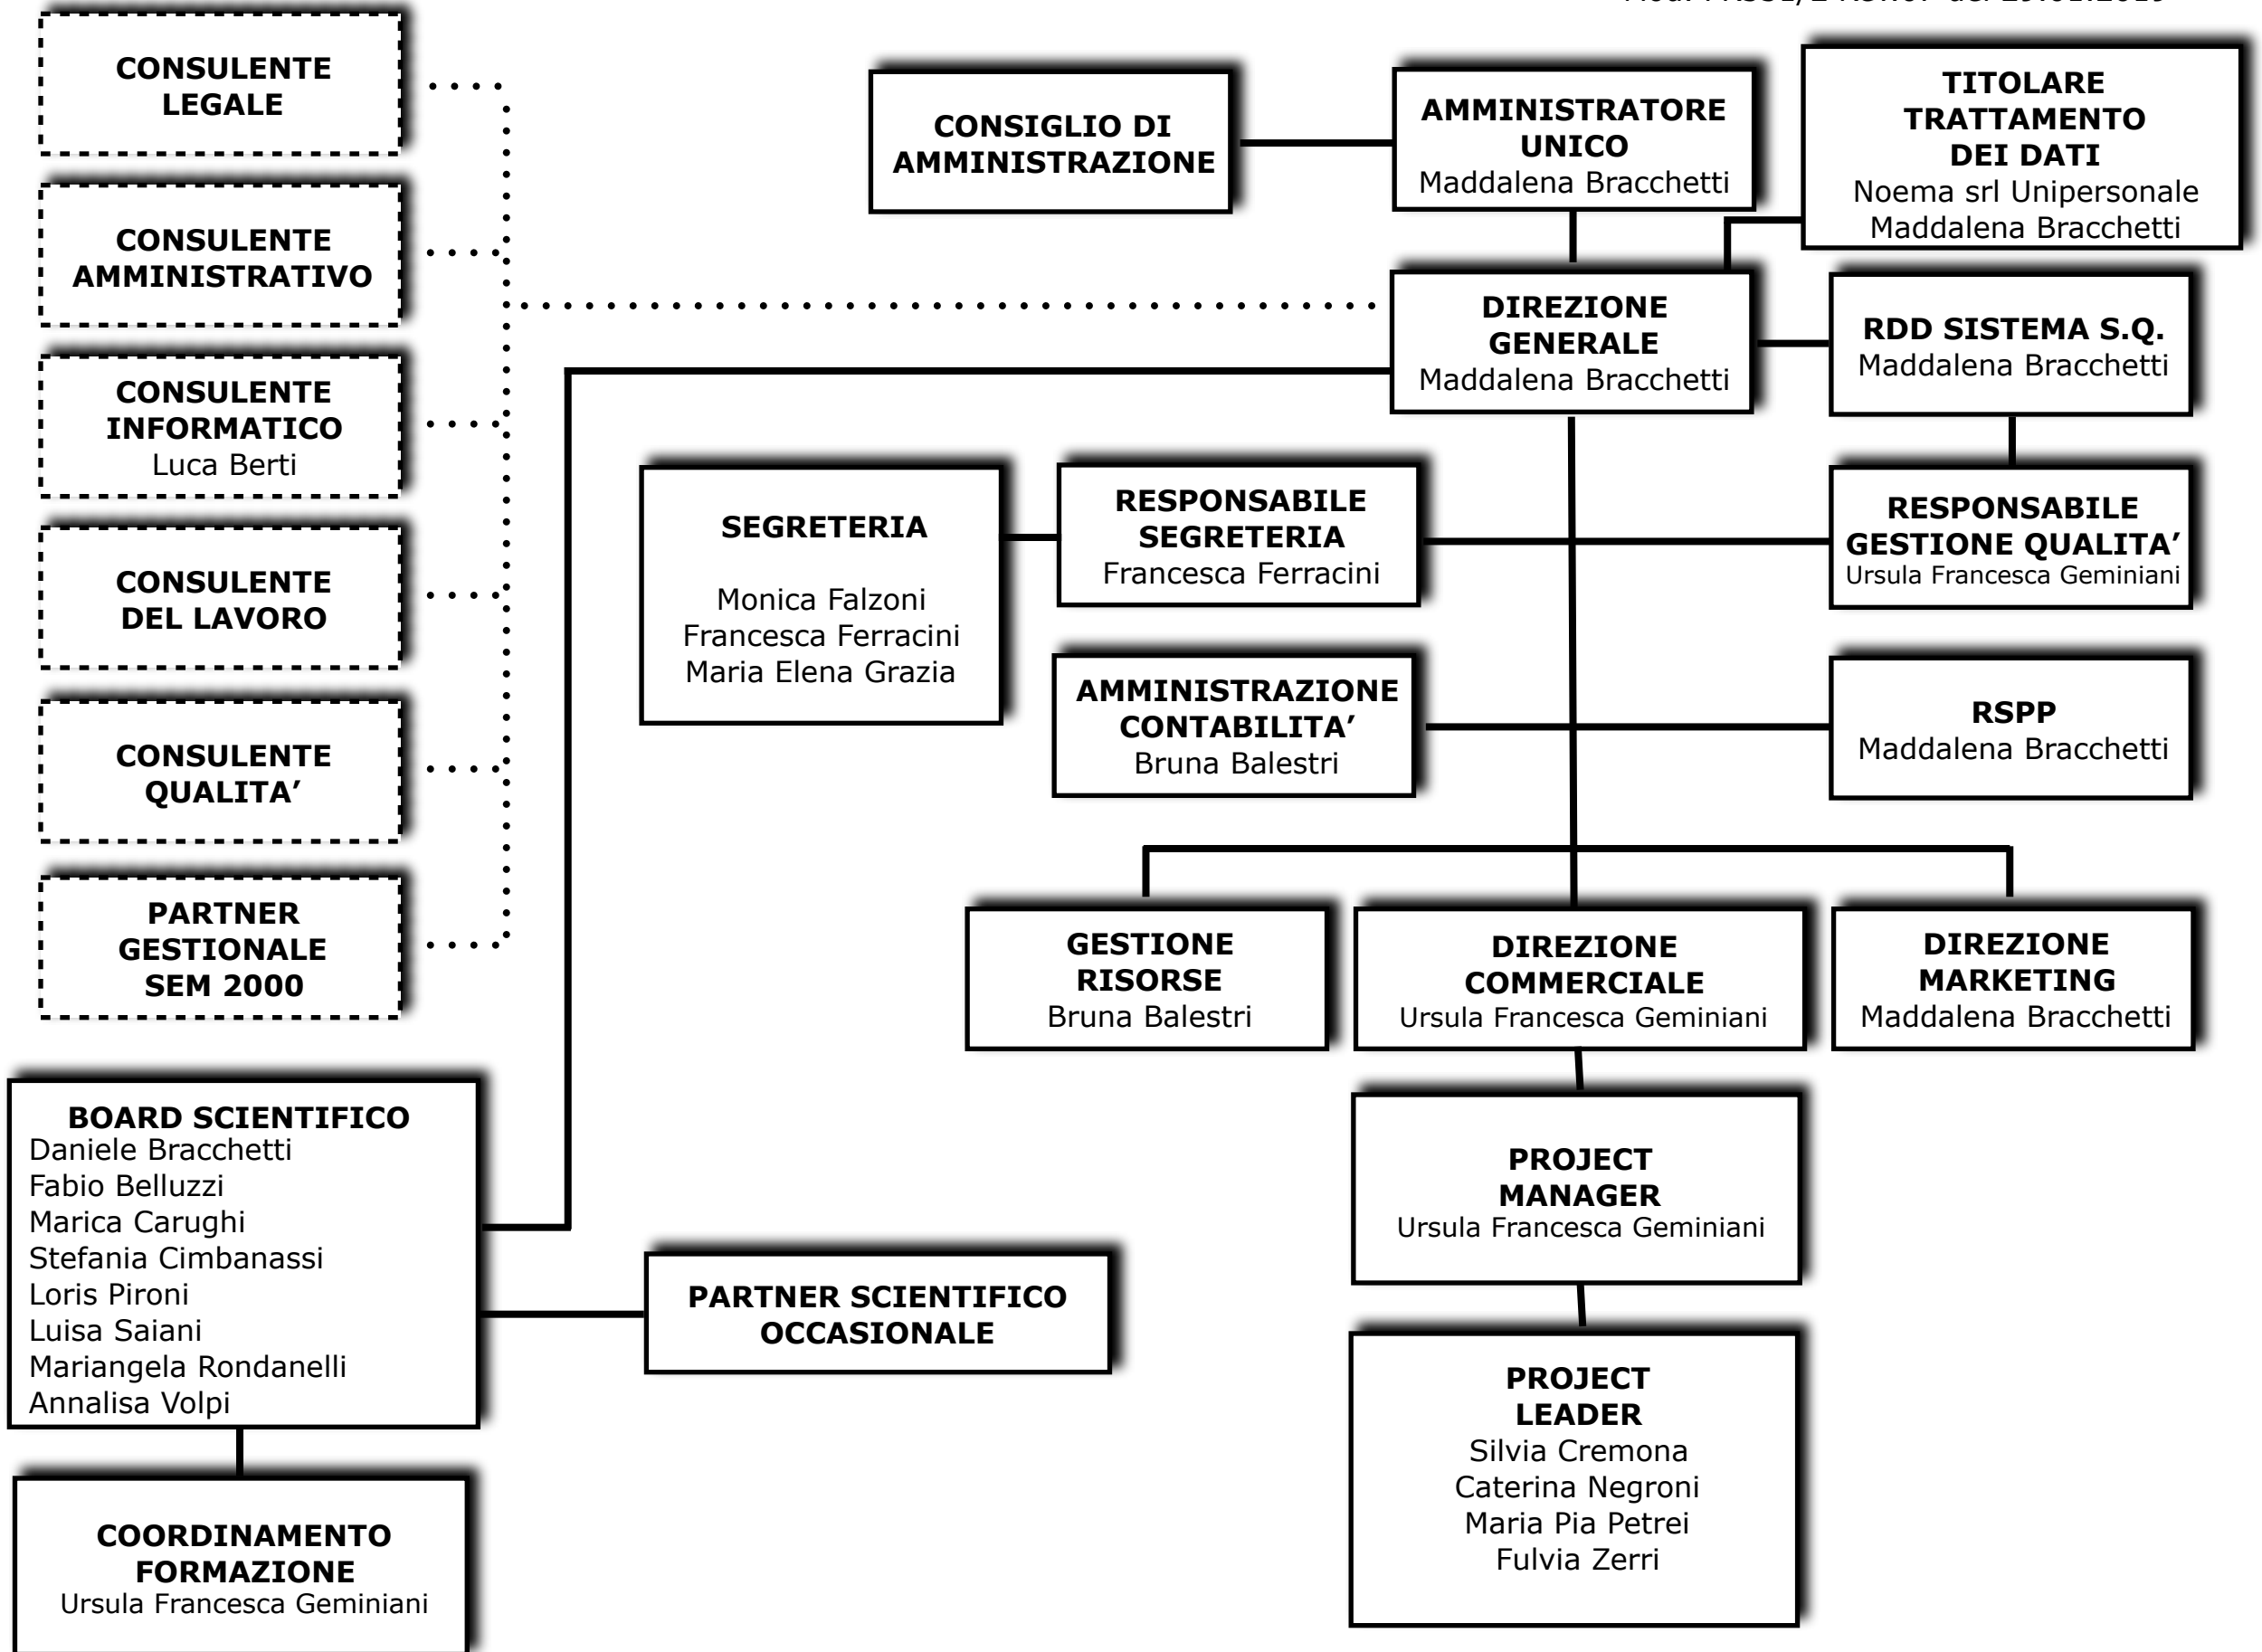 CONSULENTE
LEGALE
CONSIGLIO DI
AMMINISTRAZIONE
AMMINISTRATORE
UNICO
Maddalena Bracchetti
TITOLARE
TRATTAMENTO
DEI DATI
Noema srl Unipersonale
Maddalena Bracchetti
CONSULENTE
AMMINISTRATIVO
DIREZIONE
GENERALE
Maddalena Bracchetti
RDD SISTEMA S.Q.
Maddalena Bracchetti
CONSULENTE
INFORMATICO
Luca Berti
SEGRETERIA
Monica Falzoni
Francesca Ferracini
Maria Elena Grazia
RESPONSABILE
SEGRETERIA
Francesca Ferracini
RESPONSABILE
GESTIONE QUALITA’
Ursula Francesca Geminiani
CONSULENTE
DEL LAVORO
AMMINISTRAZIONE
CONTABILITA’
Bruna Balestri
RSPP
Maddalena Bracchetti
CONSULENTE
QUALITA’
PARTNER
GESTIONALE
SEM 2000
GESTIONE
RISORSE
Bruna Balestri
DIREZIONE
COMMERCIALE
Ursula Francesca Geminiani
DIREZIONE
MARKETING
Maddalena Bracchetti
BOARD SCIENTIFICO
Daniele Bracchetti
Fabio Belluzzi
Marica Carughi
Stefania Cimbanassi
Loris Pironi
Luisa Saiani
Mariangela Rondanelli
Annalisa Volpi
PROJECT
MANAGER
Ursula Francesca Geminiani
PARTNER SCIENTIFICO
OCCASIONALE
PROJECT
LEADER
Silvia Cremona
Caterina Negroni
Maria Pia Petrei
Fulvia Zerri
COORDINAMENTO
FORMAZIONE
Ursula Francesca Geminiani